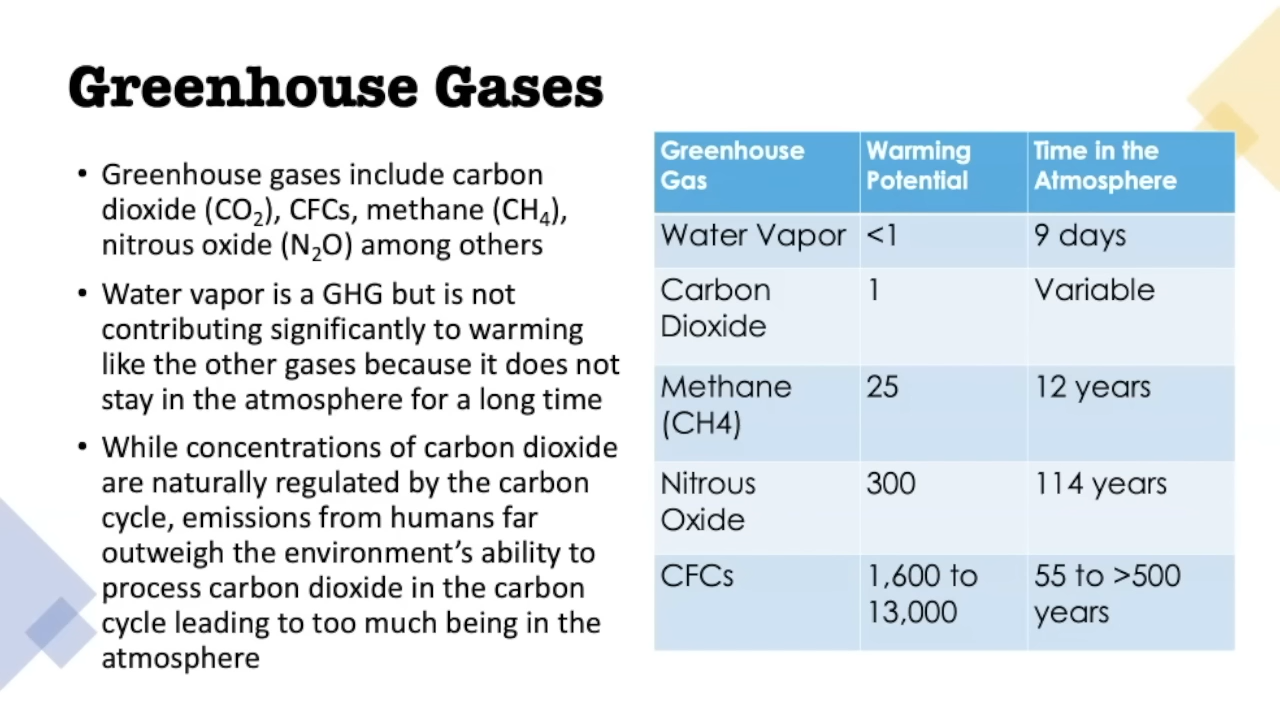 Greenhouse Gases
• Greenhouse gases include carbon
dioxide (CO₂), CFCs, methane (CH₄),
nitrous oxide (N₂O) among others
• Water vapor is a GHG but is not
contributing significantly to warming
like the other gases because it does not
stay in the atmosphere for a long time
• While concentrations of carbon dioxide
are naturally regulated by the carbon
cycle, emissions from humans far
outweigh the environment’s ability to
process carbon dioxide in the carbon
cycle leading to too much being in the
atmosphere
Greenhouse Warming Time in the
Gas Potential Atmosphere
Water Vapor <1 9 days
Carbon 1 Variable
Dioxide
Methane 25 12 years
(CH4)
Nitrous 300 114 years
Oxide
CFCs 1,600 to 55 to >500
13,000 years